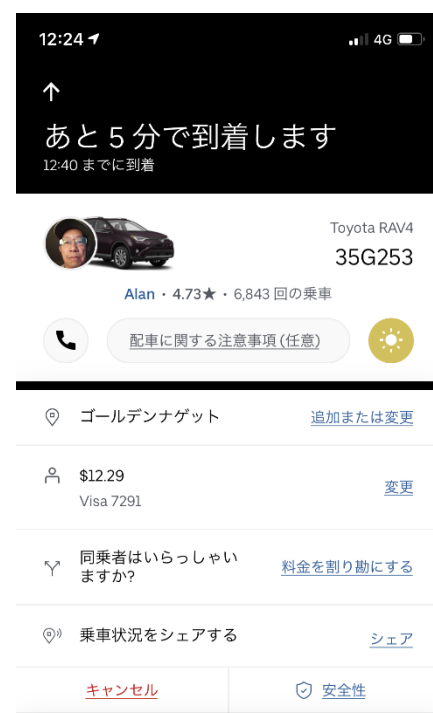 12:24 4G
あと 5 分で到着します
12:40 までに到着
Toyota RAV4
35G253
Alan・4.73★・6,843 回の乗車
配車に関する注意事項 (任意)
ゴールデンナゲット 追加または変更
$12.29
Visa 7291
変更
同乗者はいらっしゃい
ますか?
料金を割り勘にする
乗車状況をシェアする シェア
キャンセル 安全性